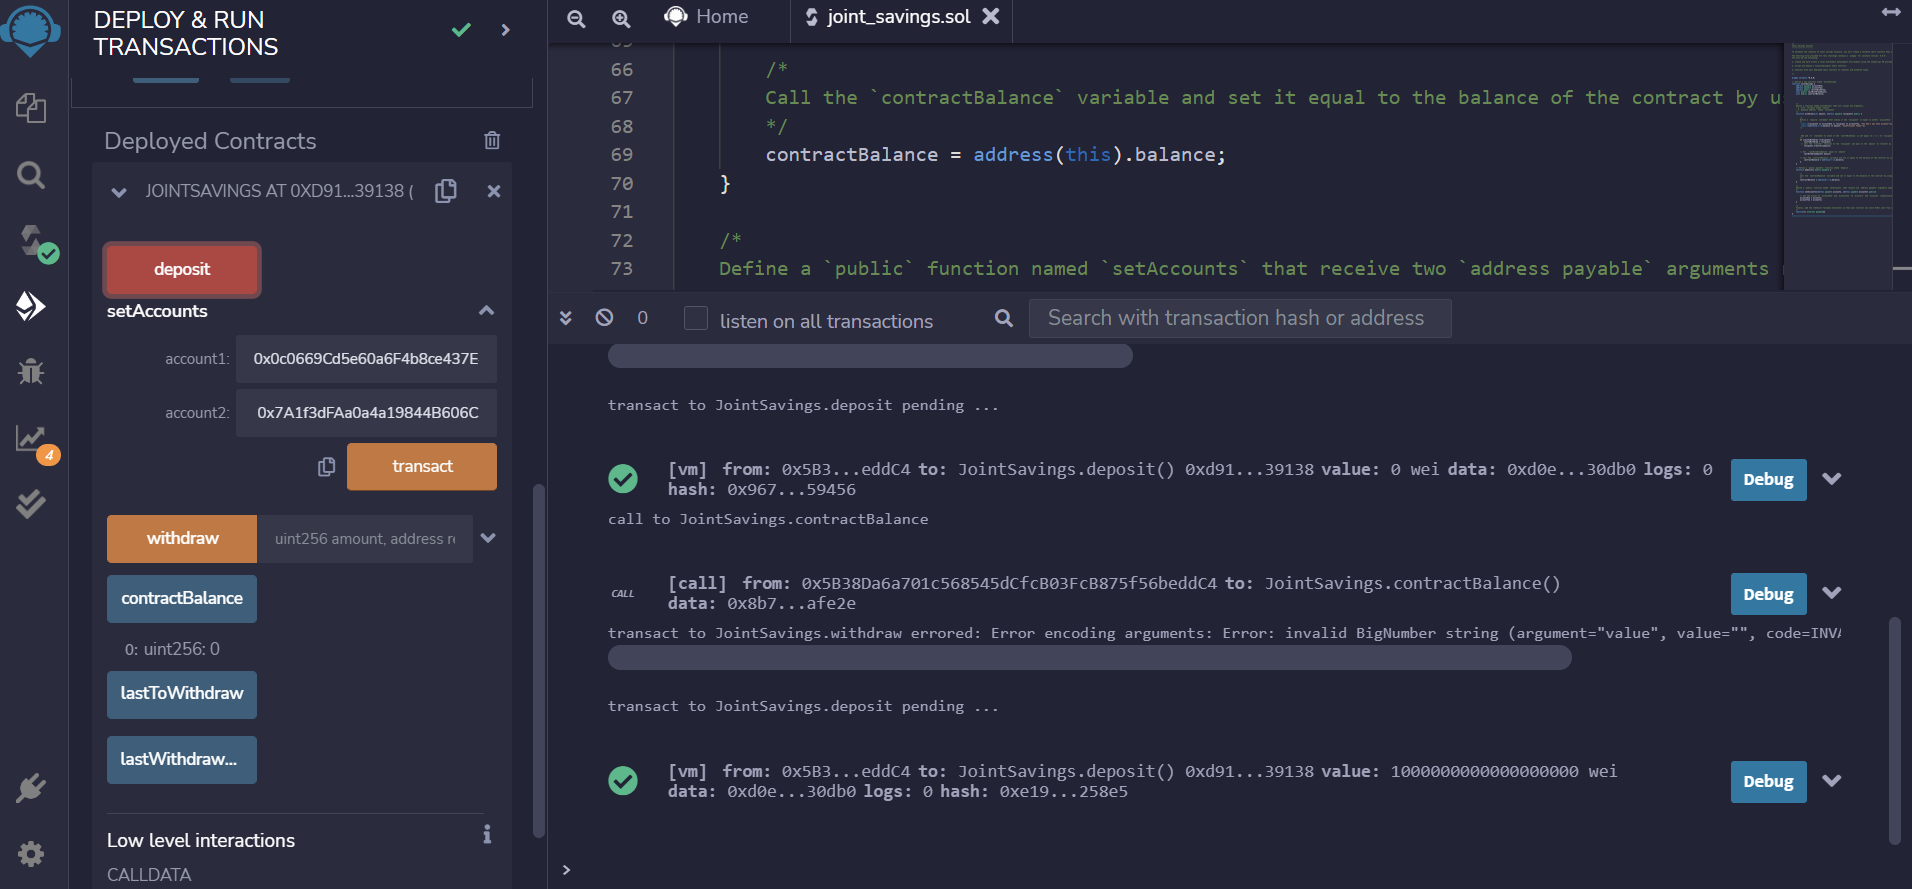 DEPLOY & RUN
TRANSACTIONS
Home
joint_savings.sol
4
Deployed Contracts
JOINTSAVINGS AT 0XD91...39138 (
deposit
setAccounts
account1:
0x0c0669Cd5e60a6F4b8ce437E
account2:
0x7A1f3dFAa0a4a19844B606C
transact
withdraw
uint256 amount, address re
contractBalance
0: uint256: 0
lastToWithdraw
lastWithdraw...
Low level interactions
i
CALLDATA
66 /*
67 Call the `contractBalance` variable and set it equal to the balance of the contract by u
68 */
69 contractBalance = address(this).balance;
70 }
71
72 /*
73 Define a `public` function named `setAccounts` that receive two `address payable` arguments
0
listen on all transactions
Search with transaction hash or address
transact to JointSavings.deposit pending ...
[vm] from: 0x5B3...eddC4 to: JointSavings.deposit() 0xd91...39138 value: 0 wei data: 0xd0e...30db0 logs: 0
hash: 0x967...59456
Debug
call to JointSavings.contractBalance
CALL
[call] from: 0x5B38Da6a701c568545dCfcB03FcB875f56beddC4 to: JointSavings.contractBalance()
data: 0x8b7...afe2e
Debug
transact to JointSavings.withdraw errored: Error encoding arguments: Error: invalid BigNumber string (argument="value", value="", code=INVA
transact to JointSavings.deposit pending ...
[vm] from: 0x5B3...eddC4 to: JointSavings.deposit() 0xd91...39138 value: 1000000000000000000 wei
data: 0xd0e...30db0 logs: 0 hash: 0xe19...258e5
Debug
>